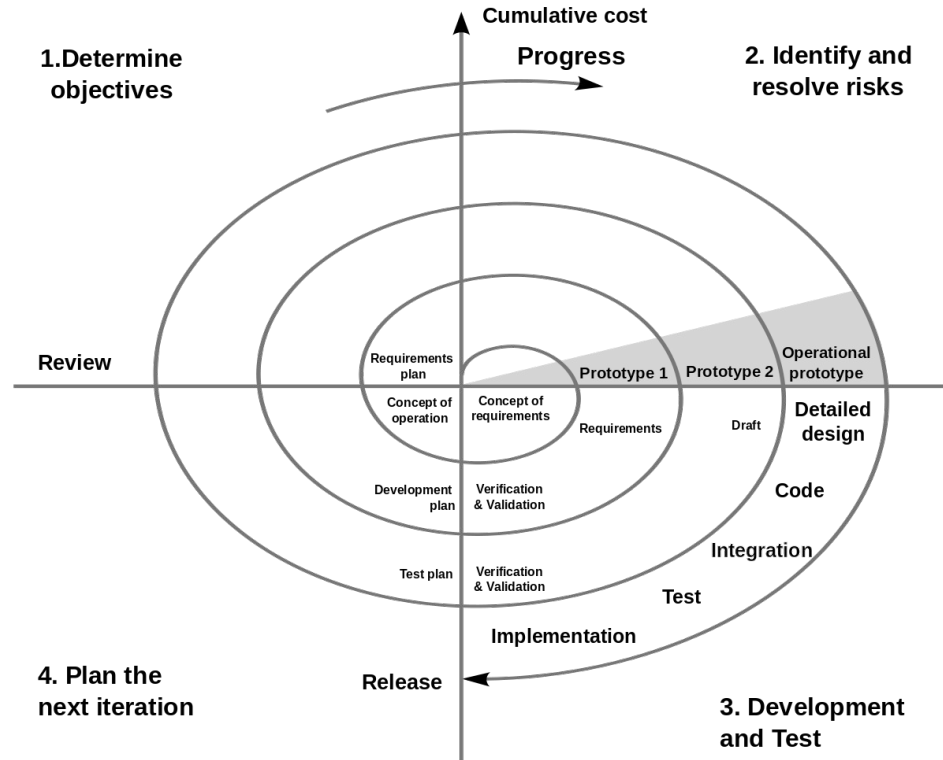 Cumulative cost
Progress
1.Determine
objectives
2. Identify and
resolve risks
Review
Requirements
plan
Prototype 1
Prototype 2
Operational
prototype
Concept of
operation
Concept of
requirements
Requirements
Draft
Detailed
design
Code
Integration
Test
Implementation
Development
plan
Verification
& Validation
Test plan
Verification
& Validation
Release
4. Plan the
next iteration
3. Development
and Test